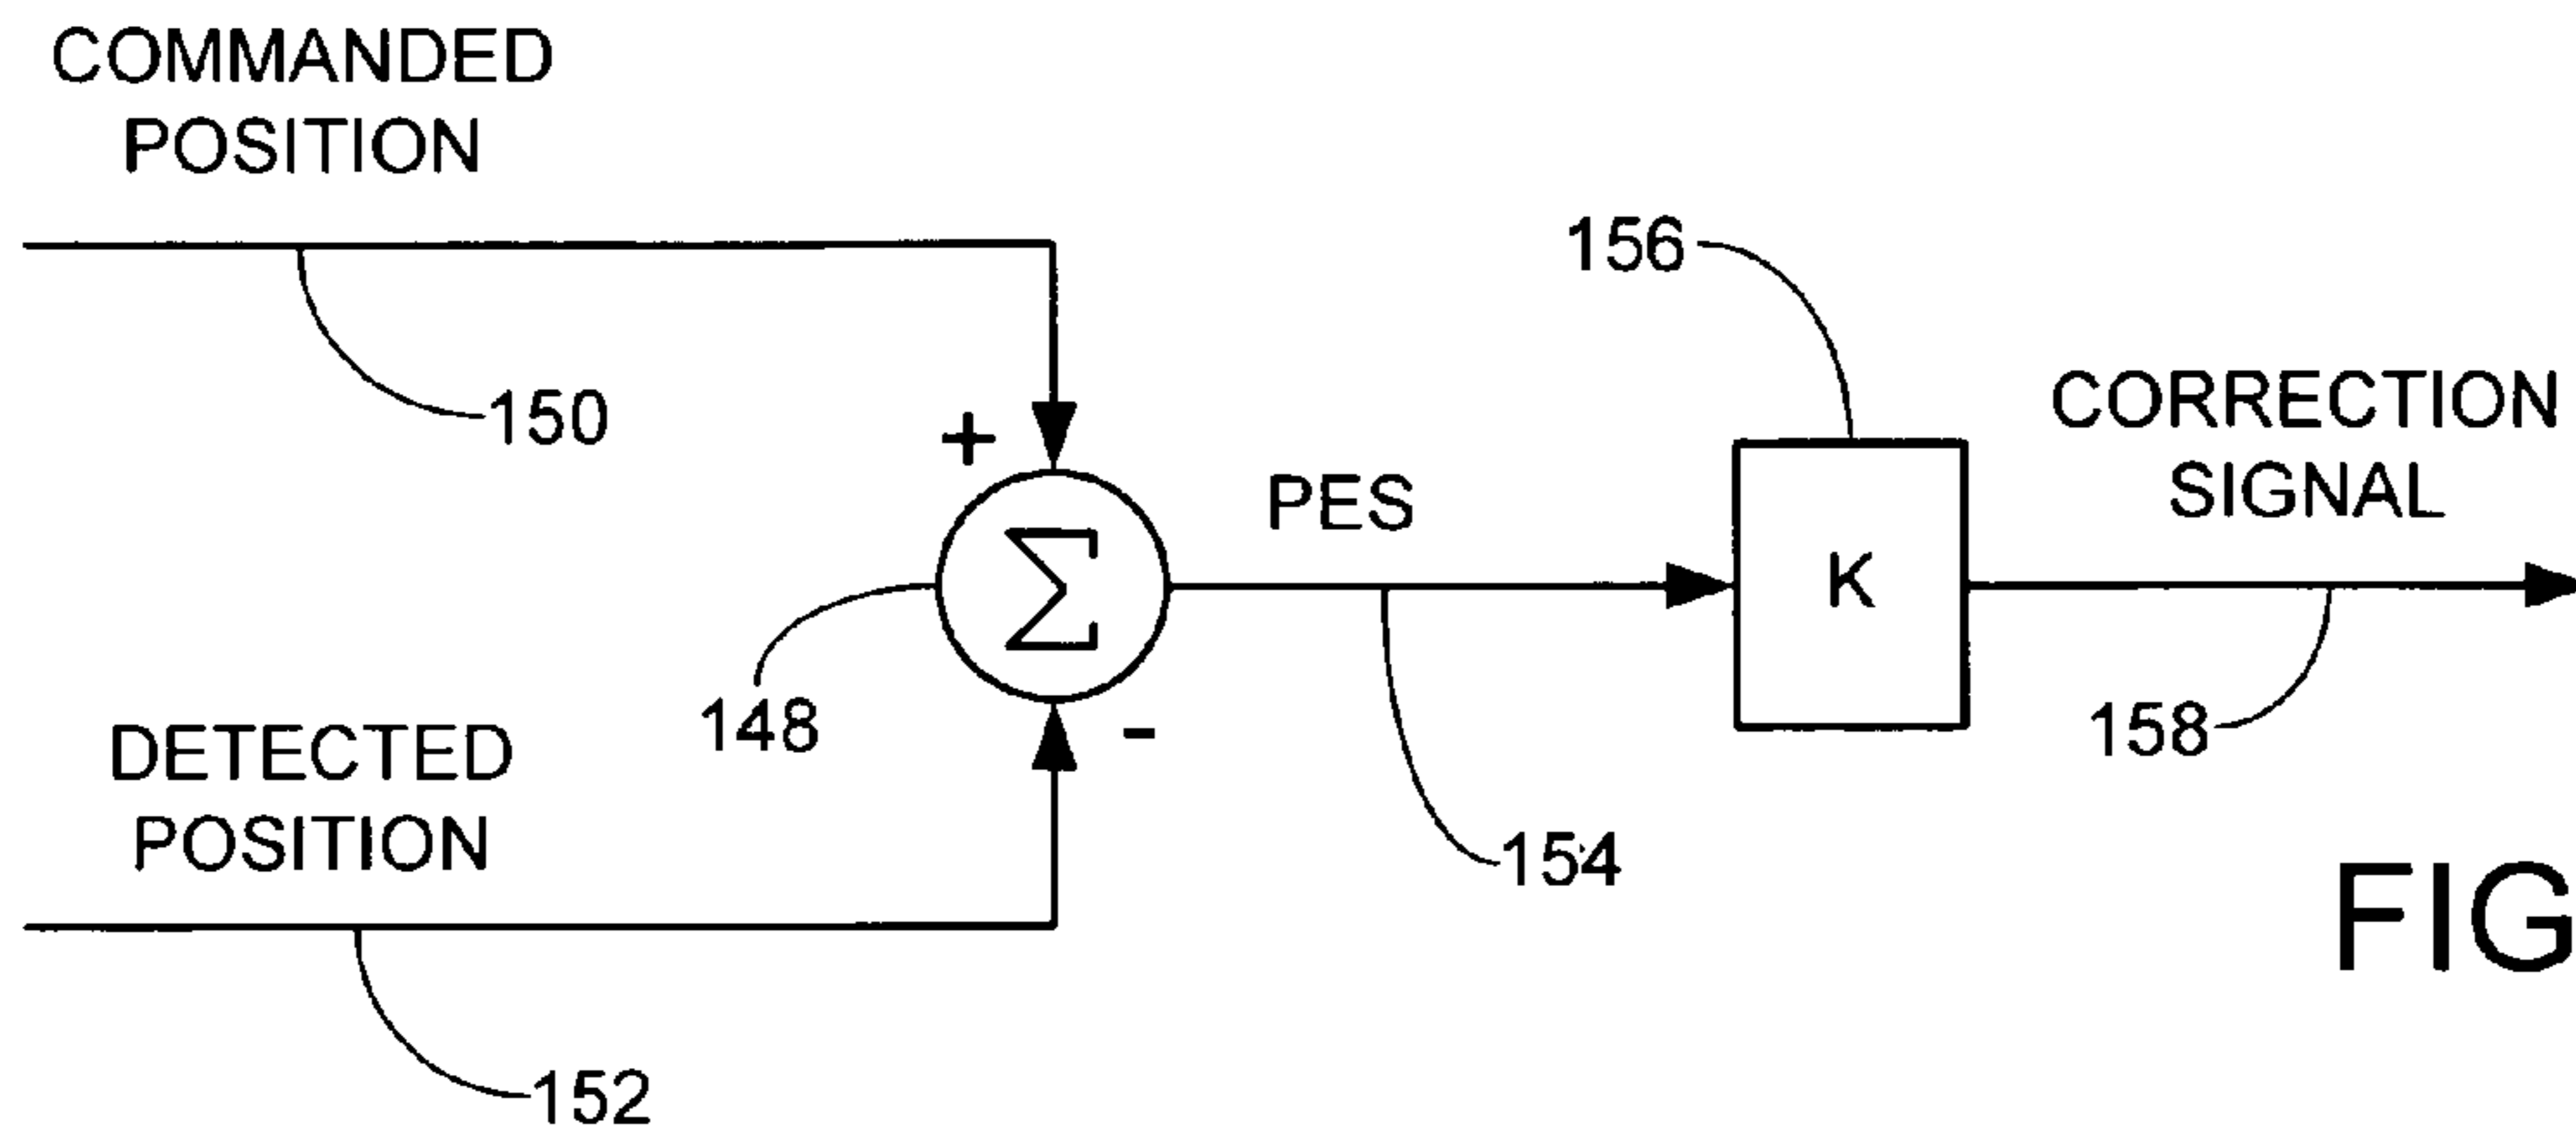 COMMANDED
POSITION
150
156
+
CORRECTION
SIGNAL
PES
Σ
K
148
-
158
DETECTED
POSITION
154
FIG
152